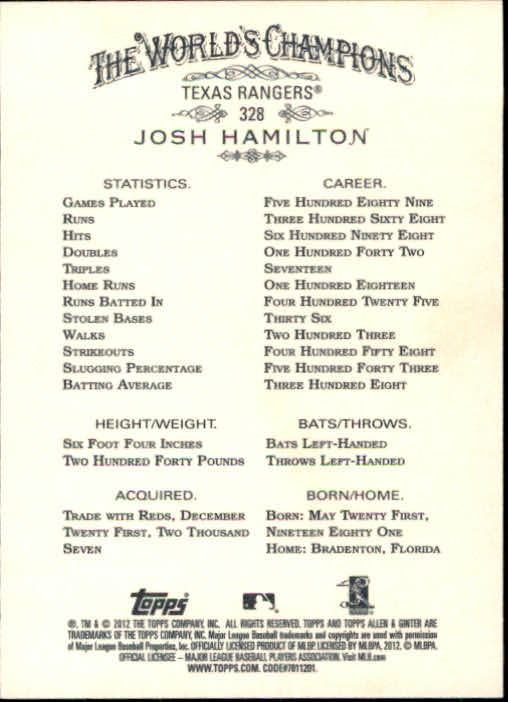 THE WORLD'S CHAMPIONS
TEXAS RANGERS®
328
JOSH HAMILTON
STATISTICS. CAREER.
GAMES PLAYED FIVE HUNDRED EIGHTY NINE
RUNS THREE HUNDRED SIXTY EIGHT
HITS SIX HUNDRED NINETY EIGHT
DOUBLES ONE HUNDRED FORTY TWO
TRIPLES SEVENTEEN
HOME RUNS ONE HUNDRED EIGHTEEN
RUNS BATTED IN FOUR HUNDRED TWENTY FIVE
STOLEN BASES THIRTY SIX
WALKS TWO HUNDRED THREE
STRIKEOUTS FOUR HUNDRED FIFTY EIGHT
SLUGGING PERCENTAGE FIVE HUNDRED FORTY THREE
BATTING AVERAGE THREE HUNDRED EIGHT
HEIGHT/WEIGHT. BATS/THROWS.
SIX FOOT FOUR INCHES BATS LEFT-HANDED
TWO HUNDRED FORTY POUNDS THROWS LEFT-HANDED
ACQUIRED. BORN/HOME.
TRADE WITH REDS, DECEMBER BORN: MAY TWENTY FIRST,
TWENTY FIRST, TWO THOUSAND NINETEEN EIGHTY ONE
SEVEN HOME: BRADENTON, FLORIDA
Topps
®, TM & © 2012 THE TOPPS COMPANY, INC. ALL RIGHTS RESERVED. TOPPS AND TOPPS ALLEN & GINTER ARE
TRADEMARKS OF THE TOPPS COMPANY, INC. Major League Baseball trademarks and copyrights are used with permission
of Major League Baseball Properties, Inc. OFFICIALLY LICENSED PRODUCT OF MLBP. LICENSED BY MLBPA, 2012. © MLBPA.
OFFICIAL LICENSEE – MAJOR LEAGUE BASEBALL PLAYERS ASSOCIATION. Visit MLB.com
WWW.TOPPS.COM. CODE#7011201.